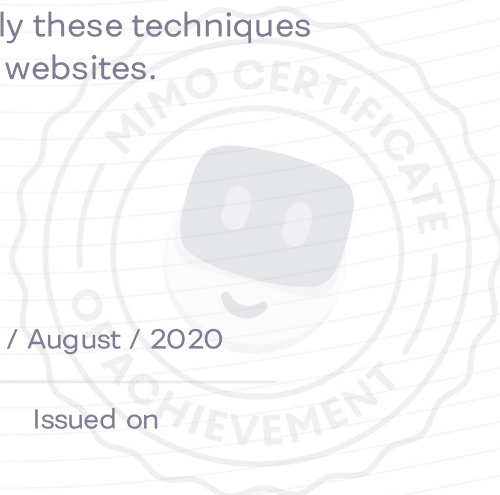 ly these techniques
websites.
MIMO CERTIFICATE
OF ACHIEVEMENT
/ August / 2020
Issued on